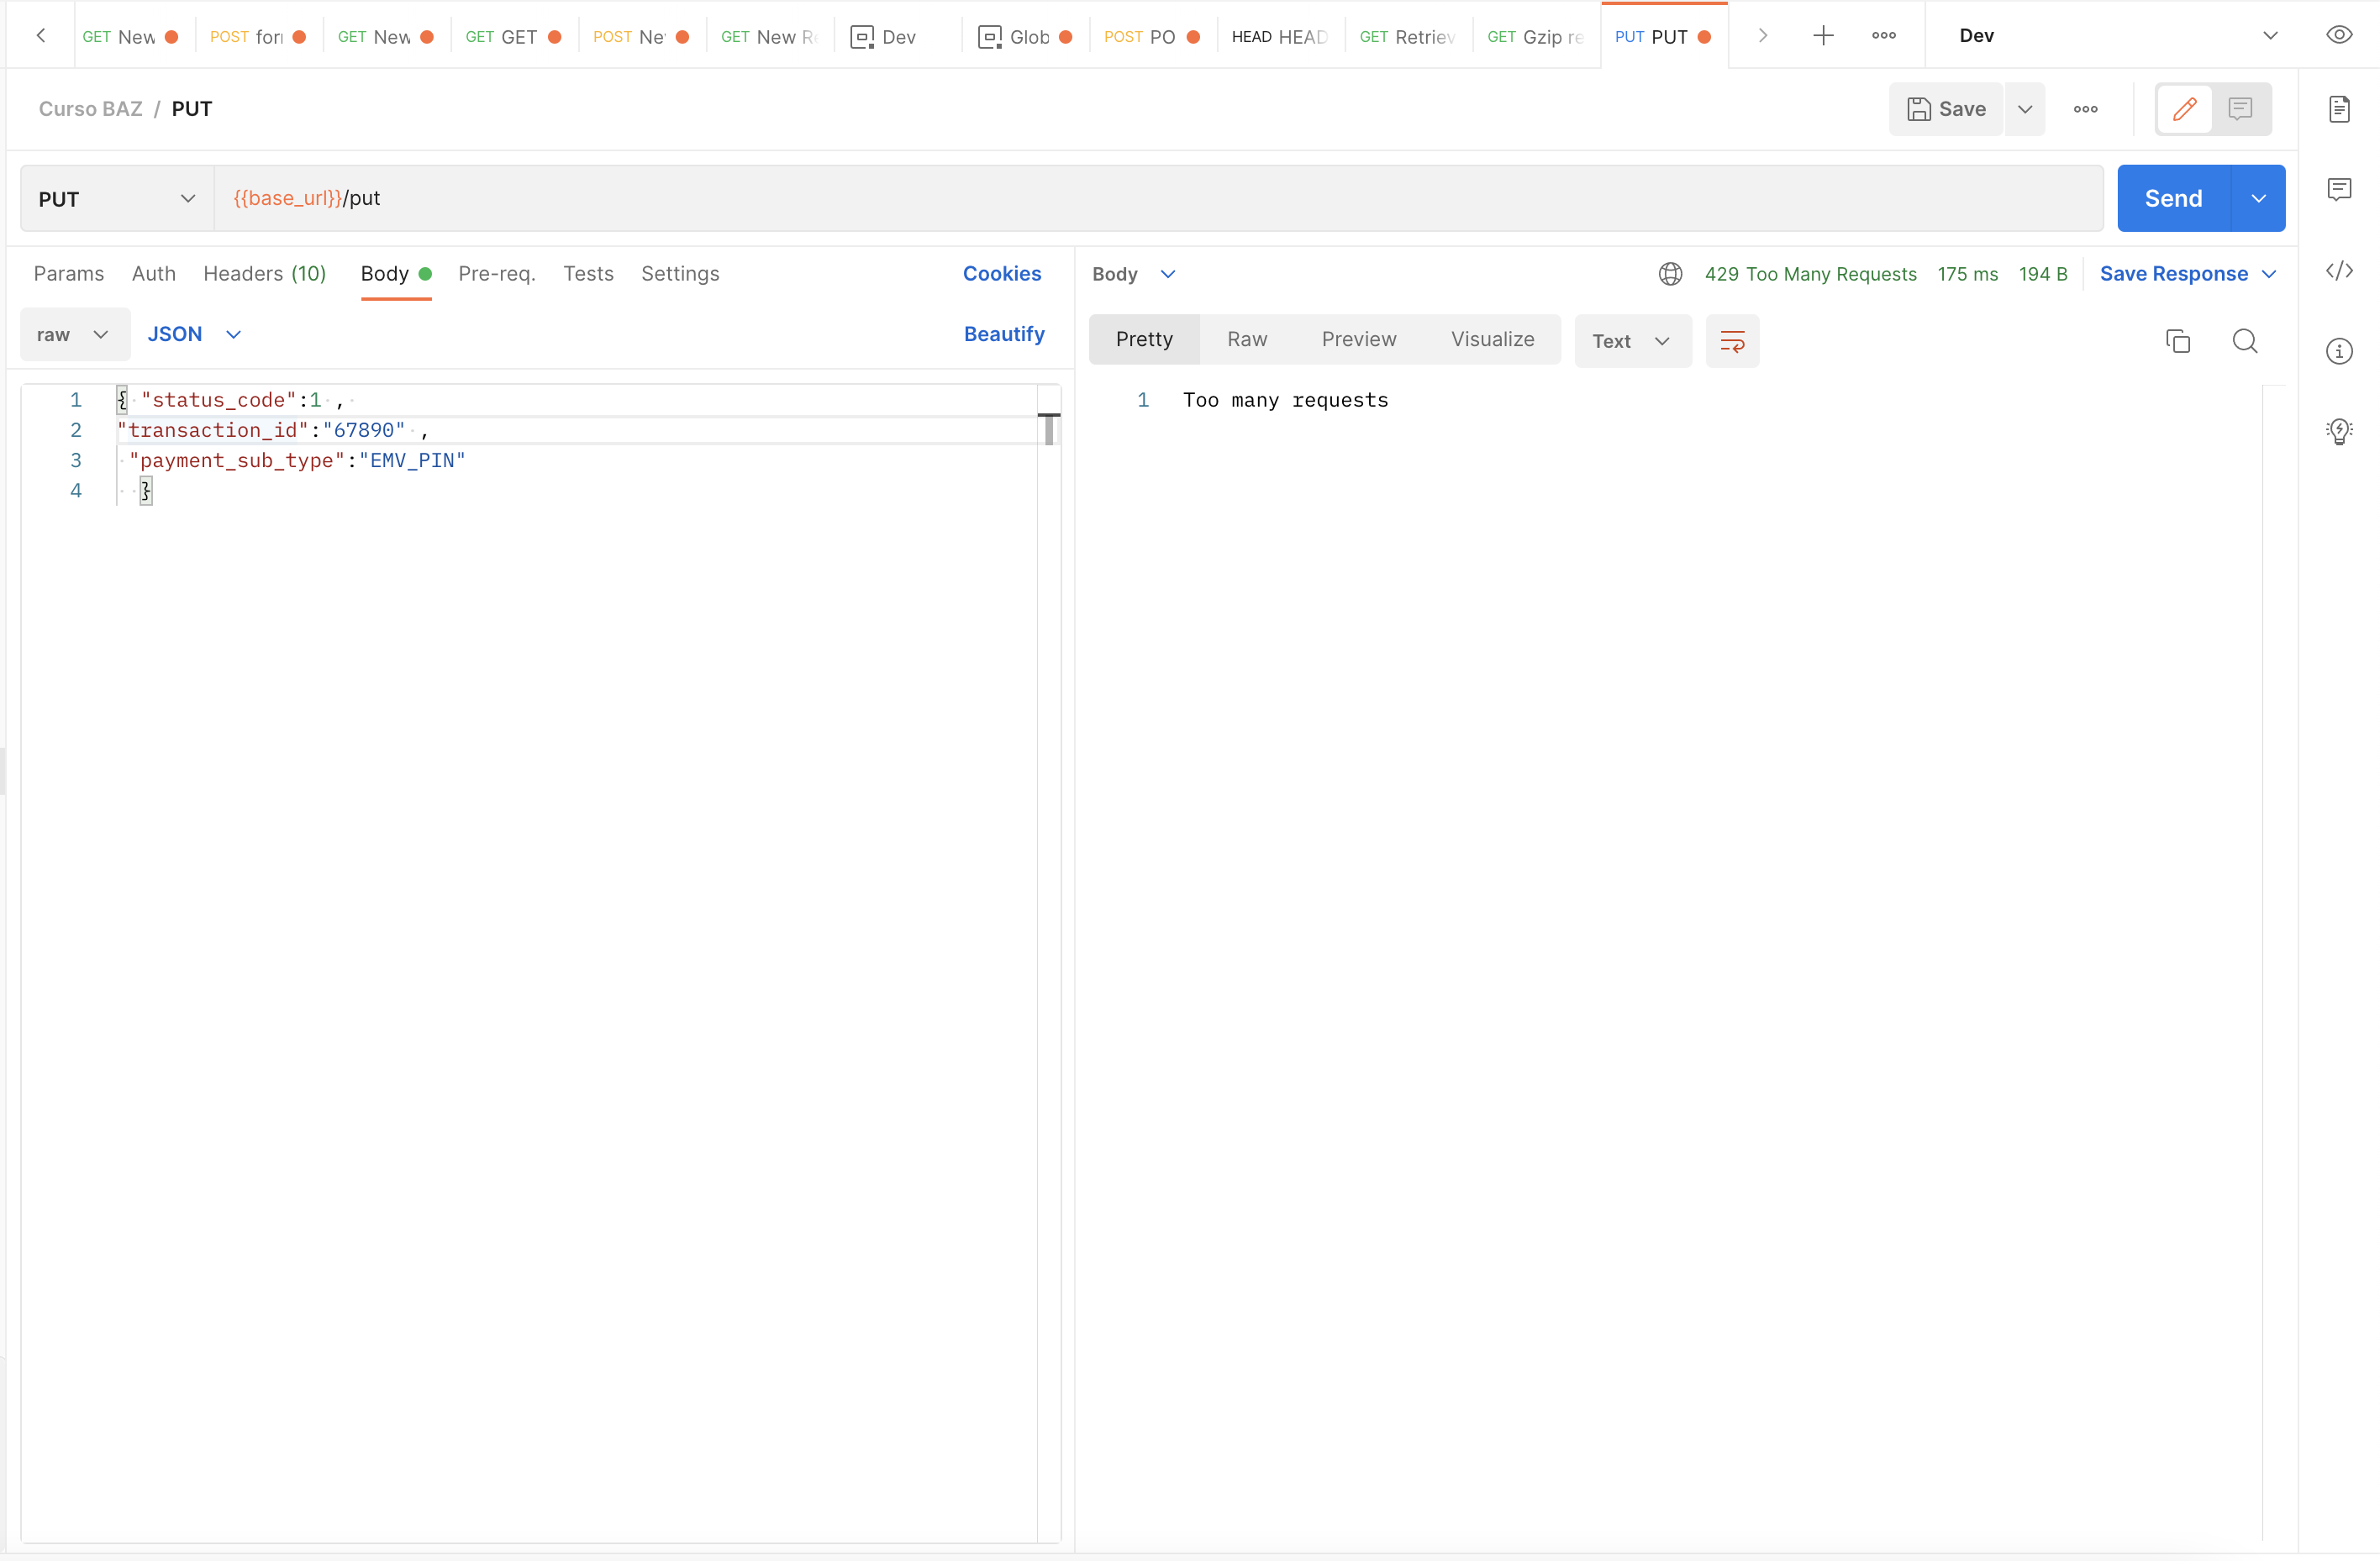 GET New POST for GET New GET GET POST Ne GET New Re Dev Glob POST PO HEAD HEAD GET Retriev GET Gzip re PUT PUT Dev
Curso BAZ / PUT Save
PUT {{base_url}}/put Send
Params Auth Headers (10) Body Pre-req. Tests Settings Cookies
raw JSON Beautify
1 { "status_code":1 ,
2 "transaction_id":"67890" ,
3 "payment_sub_type":"EMV_PIN"
4 }
Body 429 Too Many Requests 175 ms 194 B Save Response
Pretty Raw Preview Visualize Text
1 Too many requests